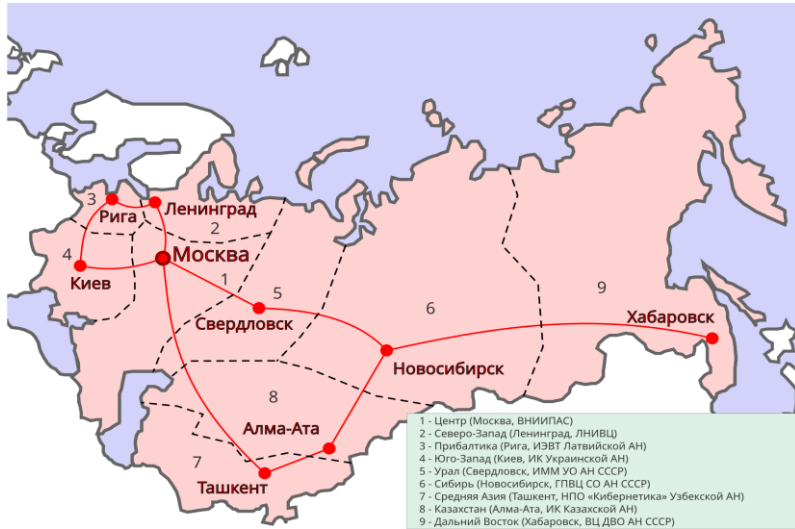 3
Рига
Ленинград
2
4
Киев
Москва
1
5
Свердловск
6
9
Хабаровск
Новосибирск
8
Алма-Ата
7
Ташкент
1 - Центр (Москва, ВНИИПАС)
2 - Северо-Запад (Ленинград, ЛНИВЦ)
3 - Прибалтика (Рига, ИЭВТ Латвийской АН)
4 - Юго-Запад (Киев, ИК Украинской АН)
5 - Урал (Свердловск, ИММ УО АН СССР)
6 - Сибирь (Новосибирск, ГПВЦ СО АН СССР)
7 - Средняя Азия (Ташкент, НПО «Кибернетика» Узбекской АН)
8 - Казахстан (Алма-Ата, ИК Казахской АН)
9 - Дальний Восток (Хабаровск, ВЦ ДВО АН СССР)